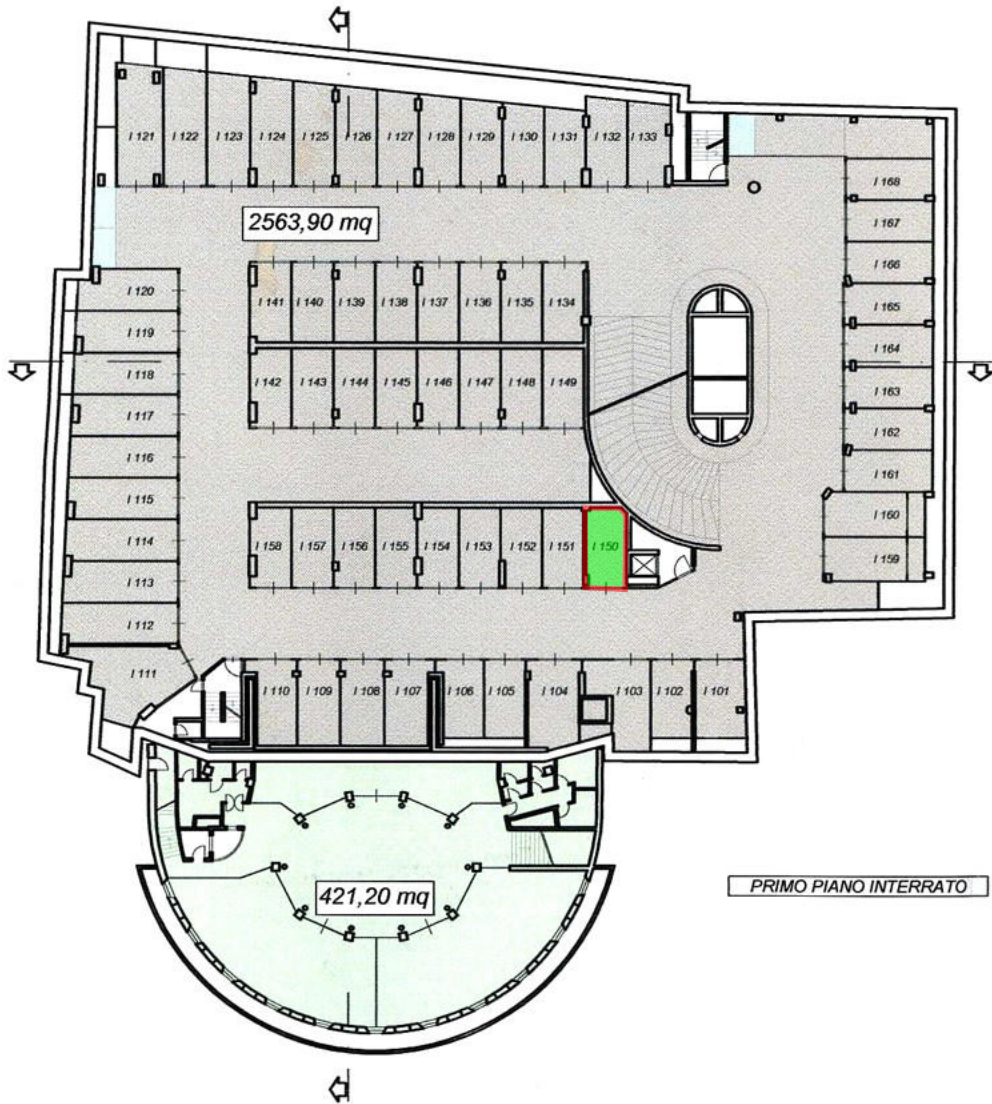 I 121 I 122 I 123 I 124 I 125 I 126 I 127 I 128 I 129 I 130 I 131 I 132 I 133
I 168
I 167
2563,90 mq
I 166
I 120
I 141 I 140 I 139 I 138 I 137 I 136 I 135 I 134
I 165
I 119
I 164
I 118
I 142 I 143 I 144 I 145 I 146 I 147 I 148 I 149
I 163
I 117
I 162
I 116
I 161
I 115
I 160
I 114
I 158 I 157 I 156 I 155 I 154 I 153 I 152 I 151 I 150
I 159
I 113
I 112
I 111
I 110 I 109 I 108 I 107 I 106 I 105 I 104 I 103 I 102 I 101
PRIMO PIANO INTERRATO
421,20 mq